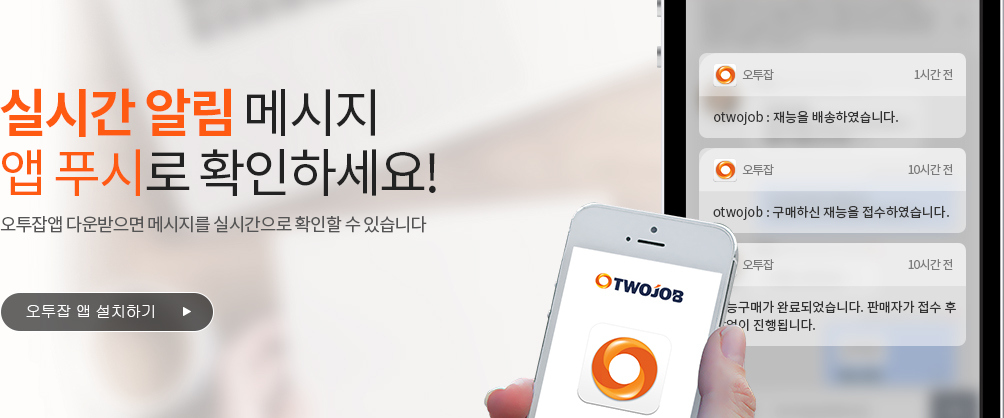 실시간 알림 메시지
앱 푸시로 확인하세요!
오투잡앱 다운받으면 메시지를 실시간으로 확인할 수 있습니다
오투잡 앱 설치하기
OTWOJOB
오투잡 1시간 전
otwojob : 재능을 배송하였습니다.
오투잡 10시간 전
otwojob : 구매하신 재능을 접수하였습니다.
오투잡 10시간 전
능구매가 완료되었습니다. 판매자가 접수 후
진행됩니다.